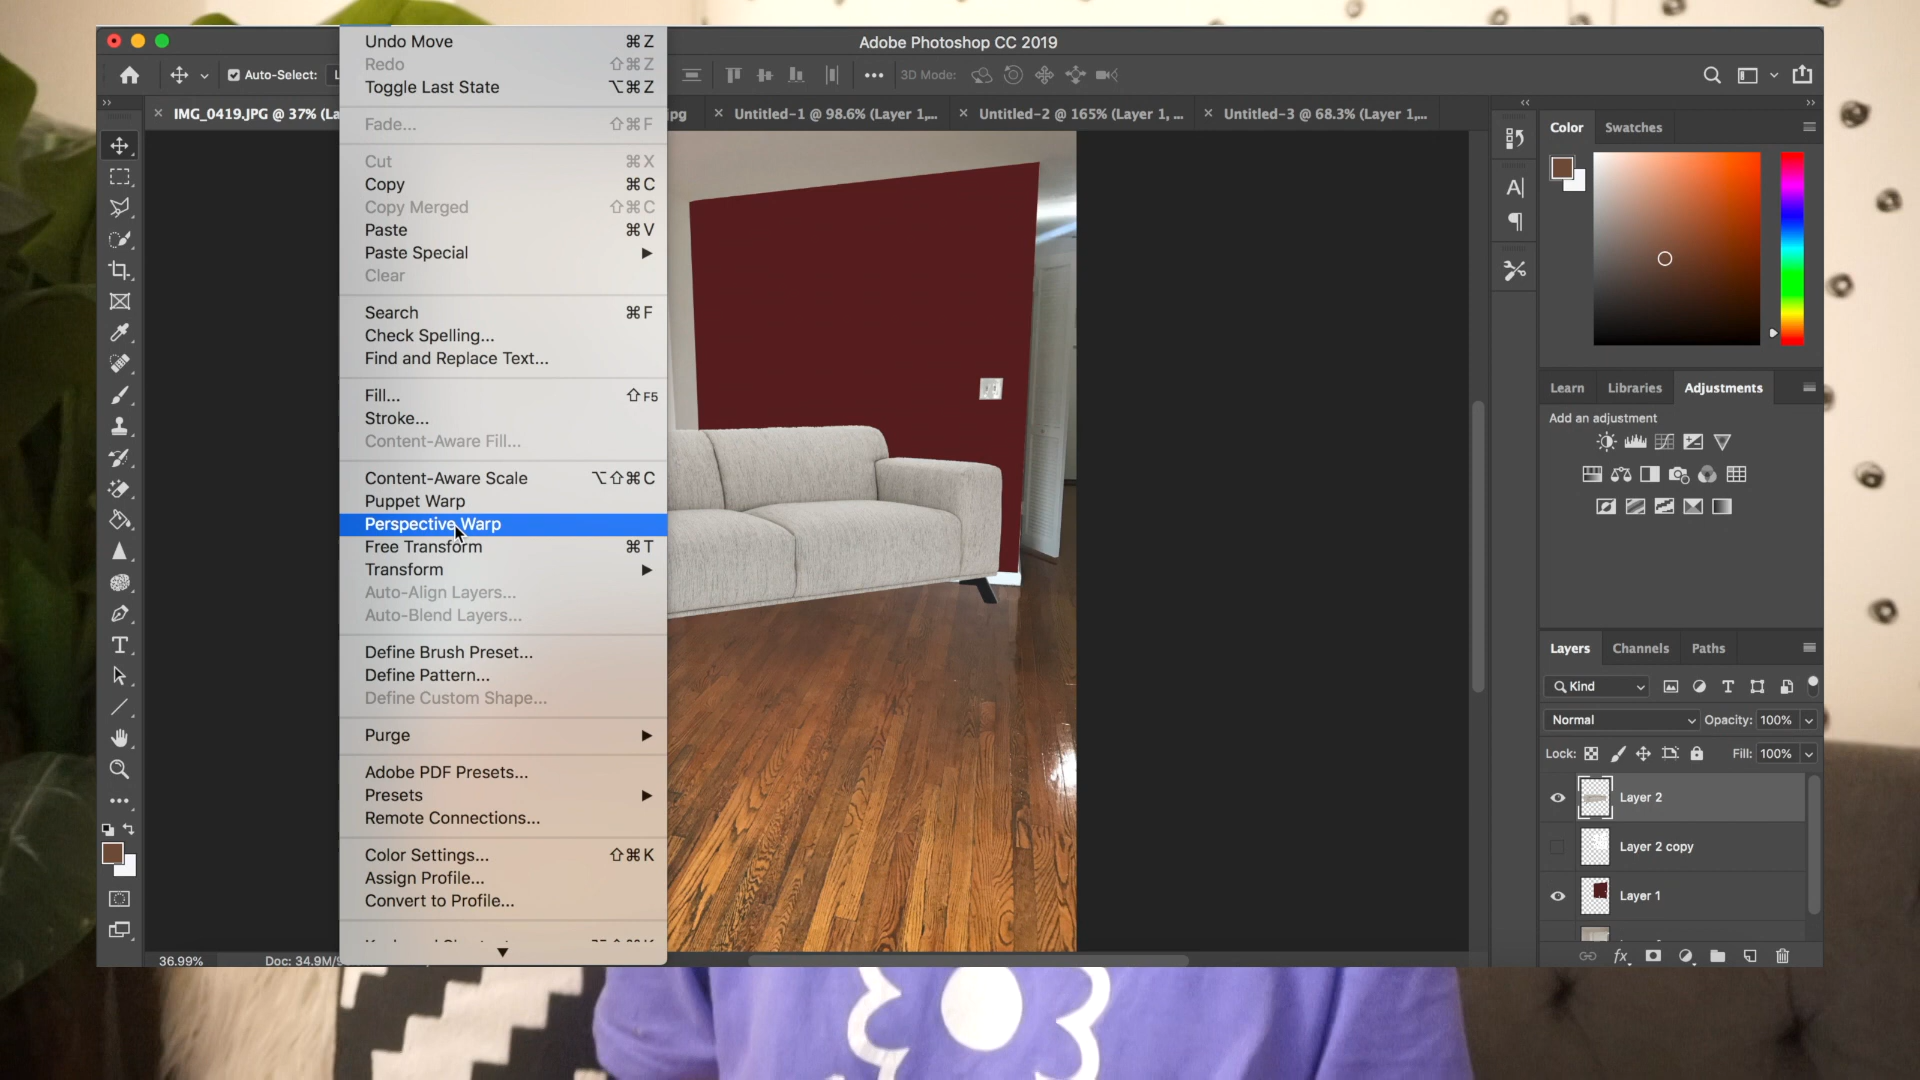 Adobe Photoshop CC 2019
Auto-Select:
3D Mode:
IMG_0419.JPG @ 37% (La
pg
Untitled-1 @ 98.6% (Layer 1,...
Untitled-2 @ 165% (Layer 1, ...
Untitled-3 @ 68.3% (Layer 1,...
Undo Move ⌘Z
Redo ⇧⌘Z
Toggle Last State ⌥⌘Z
Fade... ⇧⌘F
Cut ⌘X
Copy ⌘C
Copy Merged ⇧⌘C
Paste ⌘V
Paste Special
Clear
Search ⌘F
Check Spelling...
Find and Replace Text...
Fill... ⇧F5
Stroke...
Content-Aware Fill...
Content-Aware Scale ⌥⇧⌘C
Puppet Warp
Perspective Warp
Free Transform ⌘T
Transform
Auto-Align Layers...
Auto-Blend Layers...
Define Brush Preset...
Define Pattern...
Define Custom Shape...
Purge
Adobe PDF Presets...
Presets
Remote Connections...
Color Settings... ⇧⌘K
Assign Profile...
Convert to Profile...
36.99%
Doc: 34.9M/
Color
Swatches
Learn
Libraries
Adjustments
Add an adjustment
Layers
Channels
Paths
Kind
Normal
Opacity: 100%
Lock:
Fill: 100%
Layer 2
Layer 2 copy
Layer 1
fx